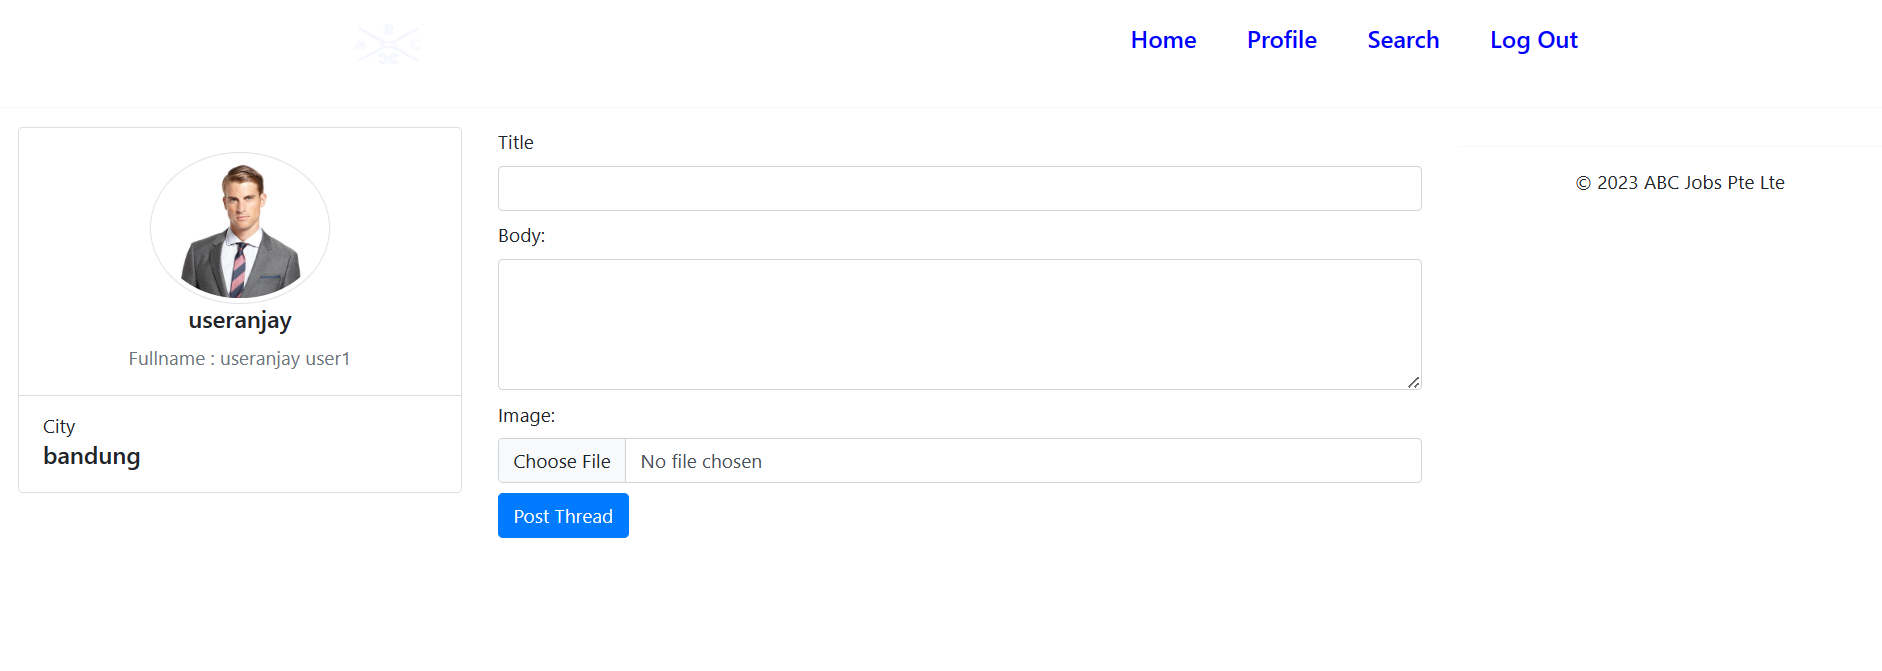 Home Profile Search Log Out
useranjay
Fullname : useranjay user1
City
bandung
Title
Body:
Image:
Choose File No file chosen
Post Thread
© 2023 ABC Jobs Pte Lte